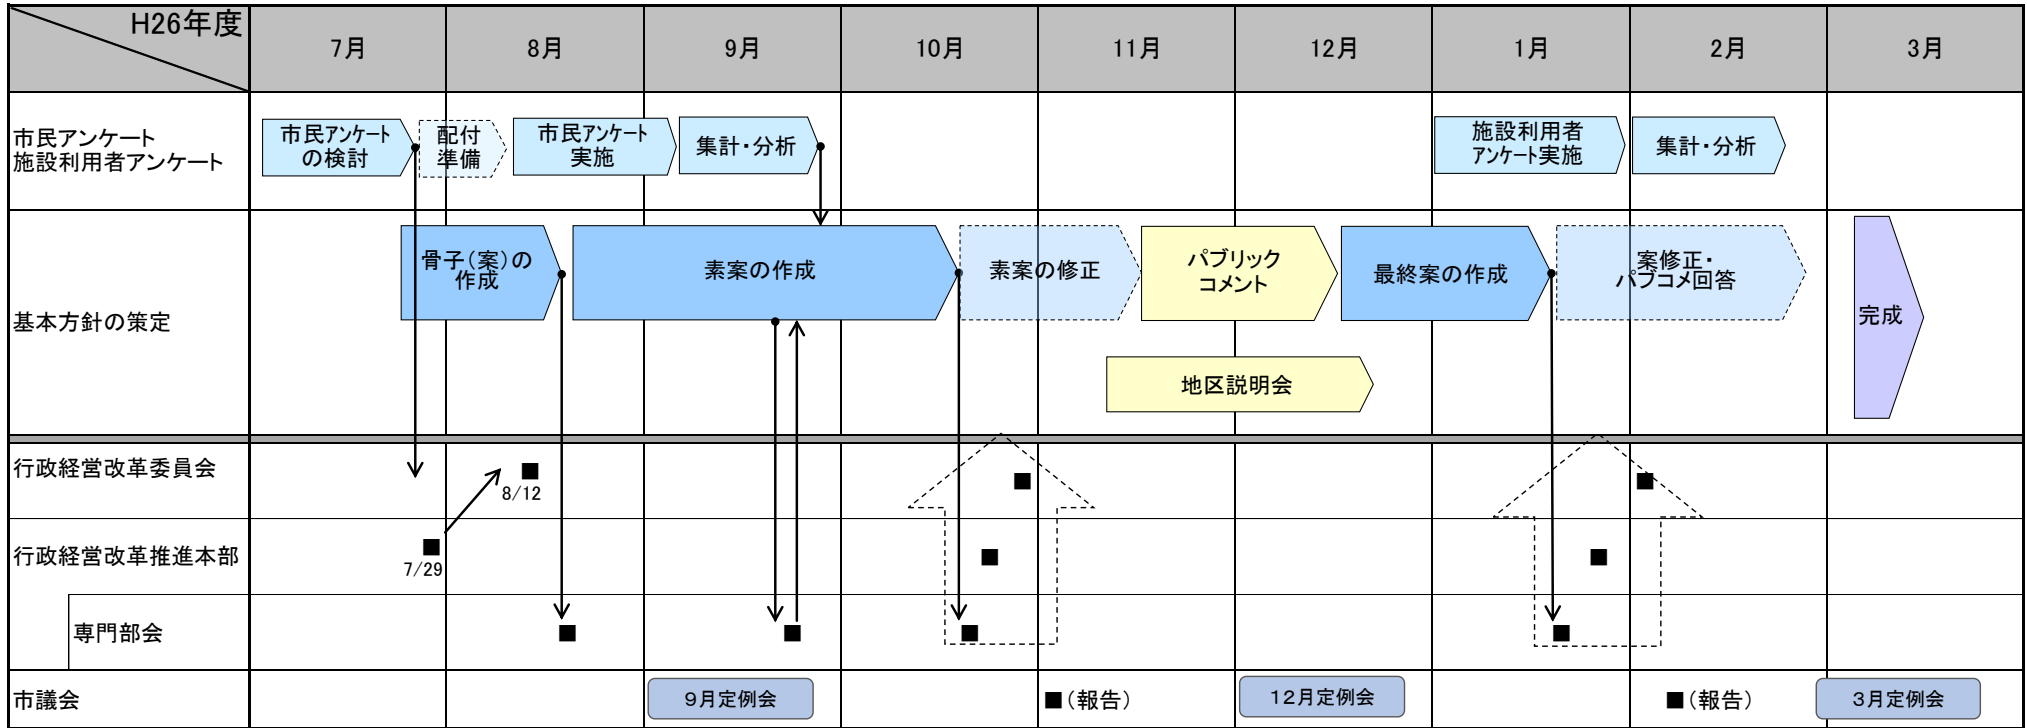 H26年度
7月
8月
9月
10月
11月
12月
1月
2月
3月
市民アンケート
施設利用者アンケート
市民アンケート
の検討
配付
準備
市民アンケート
実施
集計・分析
施設利用者
アンケート実施
集計・分析
基本方針の策定
骨子(案)の
作成
素案の作成
素案の修正
パブリック
コメント
最終案の作成
案修正・
パブコメ回答
完成
地区説明会
行政経営改革委員会
8/12
行政経営改革推進本部
7/29
専門部会
市議会
9月定例会
■(報告)
12月定例会
■(報告)
3月定例会